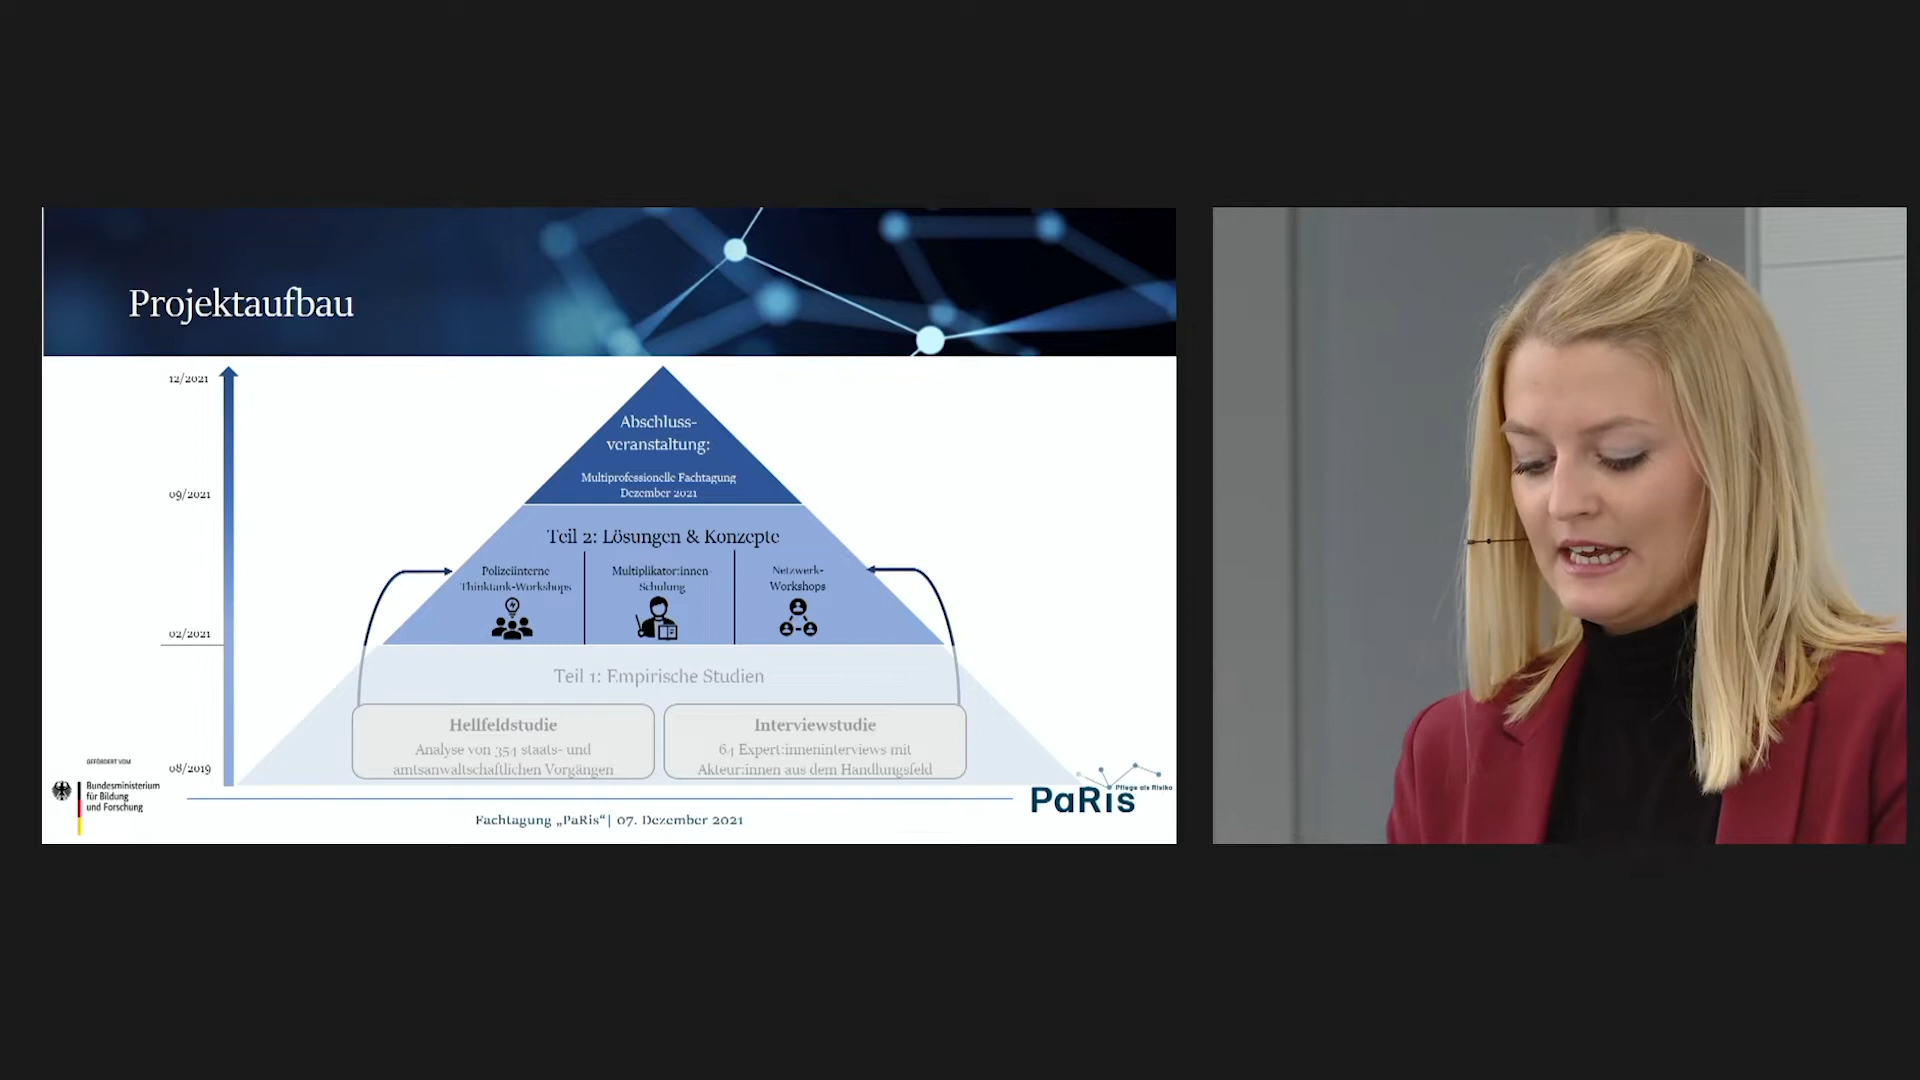 Projektaufbau
12/2021
09/2021
02/2021
08/2019
Abschluss-
veranstaltung:
Multiprofessionelle Fachtagung
Dezember 2021
Teil 2: Lösungen & Konzepte
Polizeiinterne
Thinktank-Workshops
Multiplikator:innen-
Schulung
Netzwerk-
Workshops
Teil 1: Empirische Studien
Hellfeldstudie
Analyse von 354 staats- und
amtsanwaltschaftlichen Vorgängen
Interviewstudie
64 Expert:inneninterviews mit
Akteur:innen aus dem Handlungsfeld
GEFÖRDERT VOM
Bundesministerium
für Bildung
und Forschung
Fachtagung „PaRis“| 07. Dezember 2021
PaRis
Pflege als Risiko